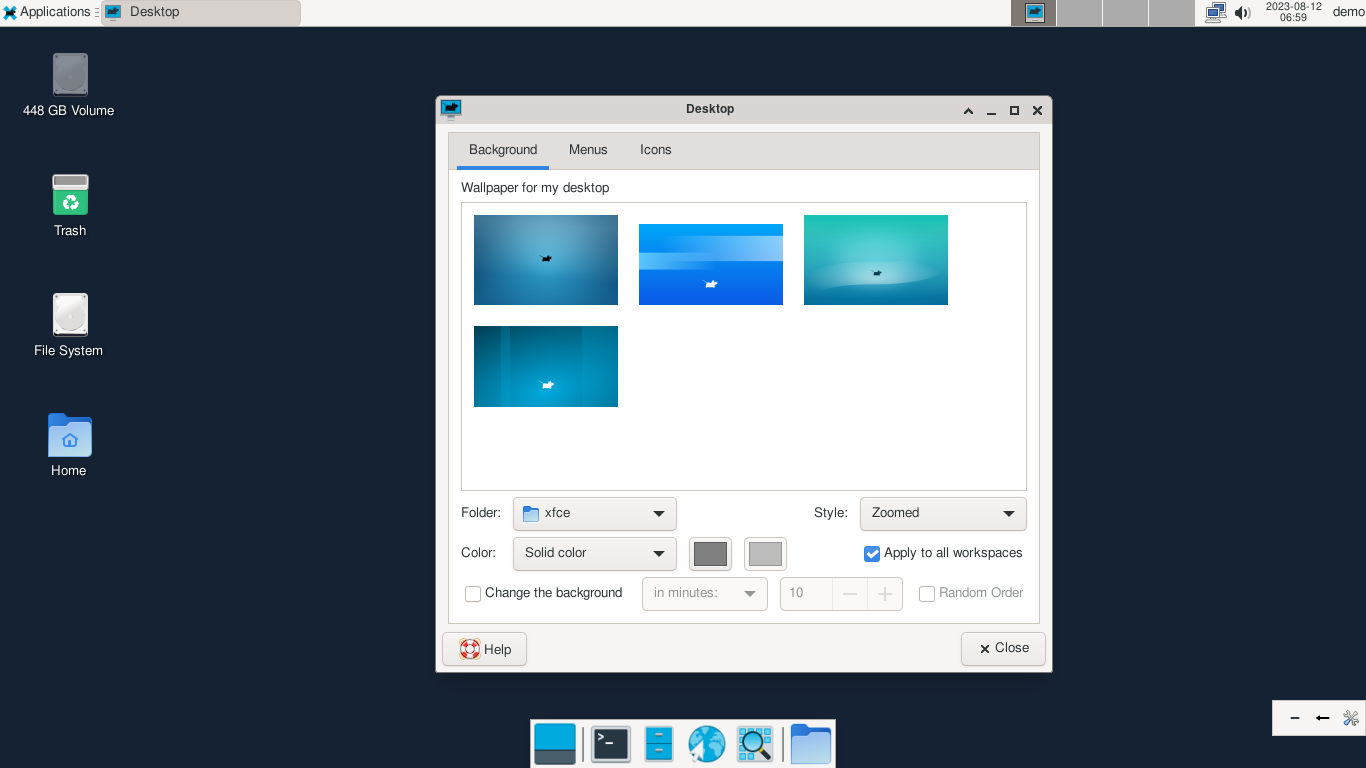 Applications
Desktop
2023-08-12
06:59
demo
448 GB Volume
Trash
File System
Home
Desktop
Background Menus Icons
Wallpaper for my desktop
Folder: xfce Style: Zoomed
Color: Solid color Apply to all workspaces
Change the background in minutes: 10 Random Order
Help Close